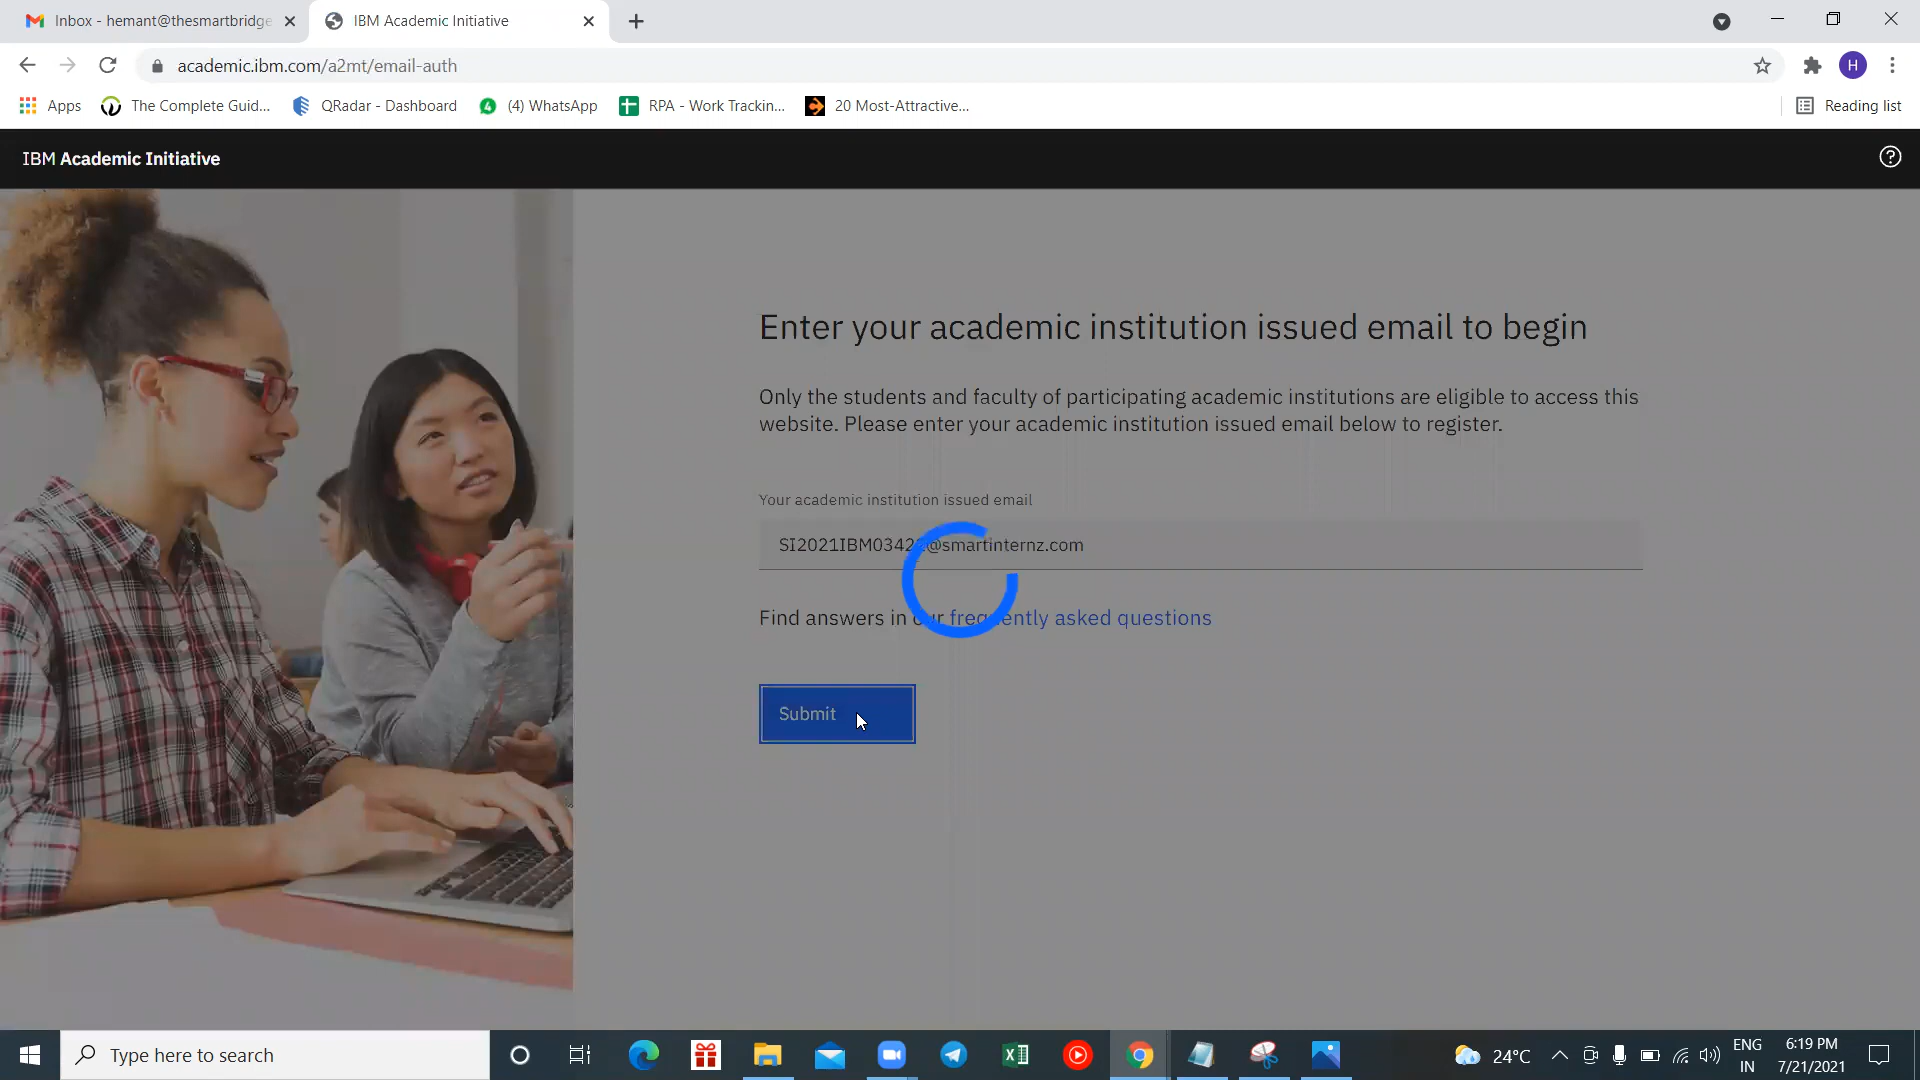 Inbox - hemant@thesmartbridge
IBM Academic Initiative
academic.ibm.com/a2mt/email-auth
H
Apps
The Complete Guid...
QRadar - Dashboard
4
(4) WhatsApp
RPA - Work Trackin...
20 Most-Attractive...
Reading list
IBM Academic Initiative
Enter your academic institution issued email to begin
Only the students and faculty of participating academic institutions are eligible to access this
website. Please enter your academic institution issued email below to register.
Your academic institution issued email
@smartinternz.com
Find answers in our frequently asked questions
Submit
Type here to search
24°C
ENG
IN
6:19 PM
7/21/2021